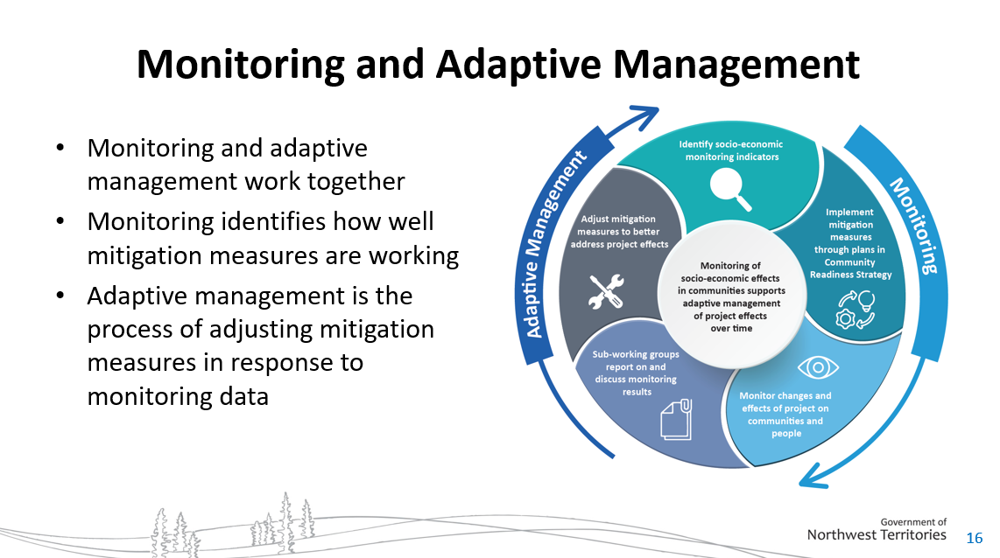 Monitoring and Adaptive Management
• Monitoring and adaptive
management work together
• Monitoring identifies how well
mitigation measures are working
• Adaptive management is the
process of adjusting mitigation
measures in response to
monitoring data
Adaptive Management
Monitoring
Identify socio-economic
monitoring indicators
Implement
mitigation
measures
through plans in
Community
Readiness Strategy
Monitor changes and
effects of project on
communities and
people
Sub-working groups
report on and
discuss monitoring
results
Adjust mitigation
measures to better
address project effects
Monitoring of
socio-economic effects
in communities supports
adaptive management
of project effects
over time
Government of
Northwest Territories
16